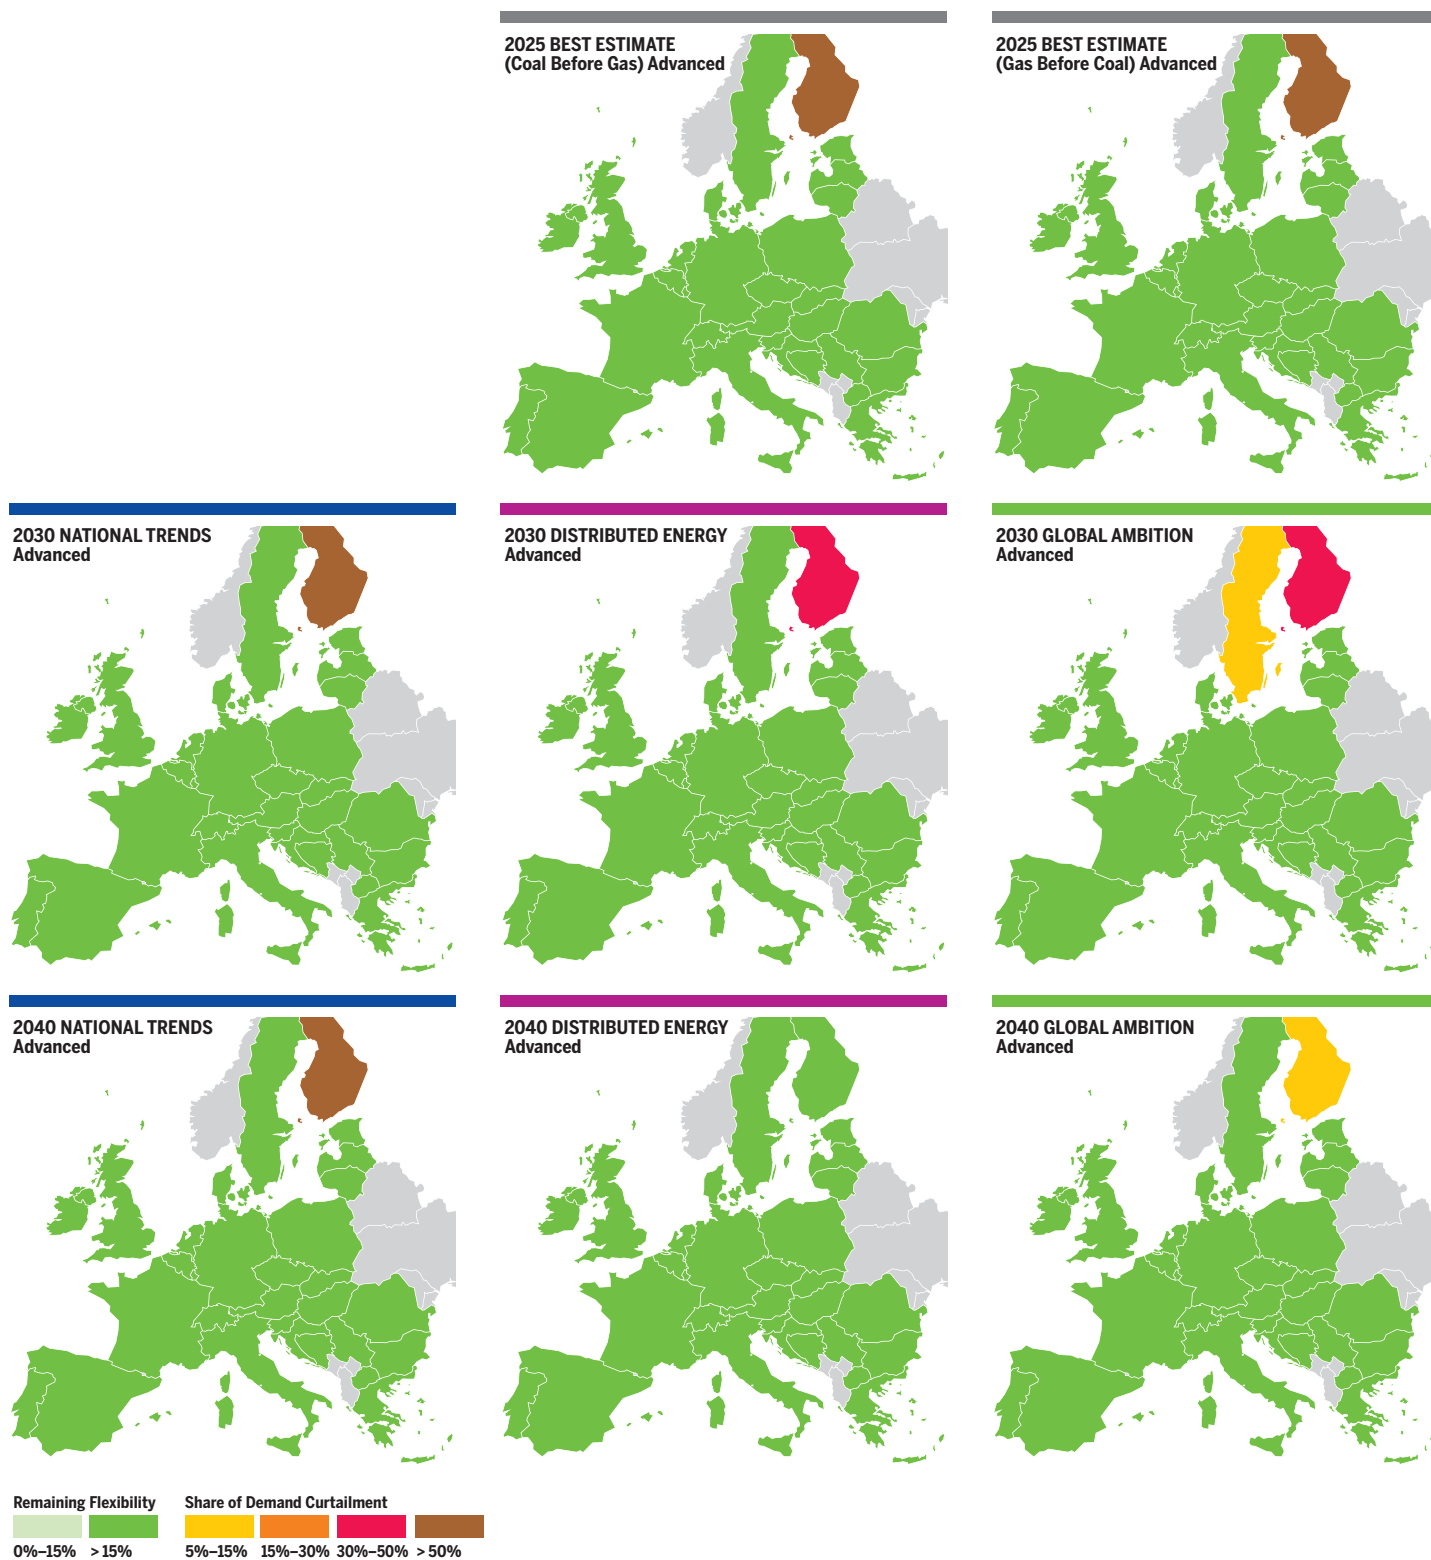 2025 BEST ESTIMATE
(Coal Before Gas) Advanced
2025 BEST ESTIMATE
(Gas Before Coal) Advanced
2030 NATIONAL TRENDS
Advanced
2030 DISTRIBUTED ENERGY
Advanced
2030 GLOBAL AMBITION
Advanced
2040 NATIONAL TRENDS
Advanced
2040 DISTRIBUTED ENERGY
Advanced
2040 GLOBAL AMBITION
Advanced
Remaining Flexibility
0%–15% > 15%
Share of Demand Curtailment
5%–15% 15%–30% 30%–50% > 50%